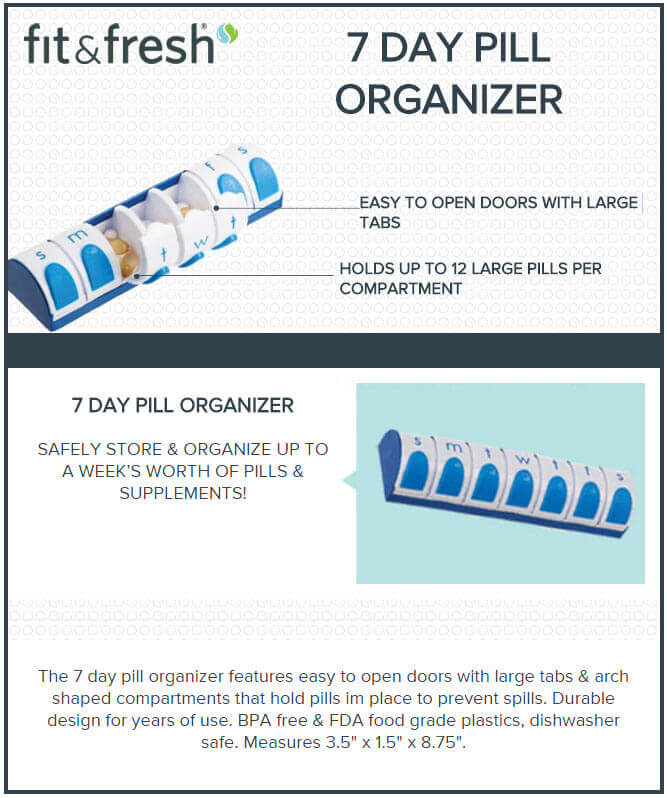 fit&fresh®
7 DAY PILL
ORGANIZER
EASY TO OPEN DOORS WITH LARGE
TABS
HOLDS UP TO 12 LARGE PILLS PER
COMPARTMENT
s
m
t
w
t
f
s
7 DAY PILL ORGANIZER
SAFELY STORE & ORGANIZE UP TO
A WEEK'S WORTH OF PILLS &
SUPPLEMENTS!
s m t w t f s
The 7 day pill organizer features easy to open doors with large tabs & arch
shaped compartments that hold pills im place to prevent spills. Durable
design for years of use. BPA free & FDA food grade plastics, dishwasher
safe. Measures 3.5" x 1.5" x 8.75".